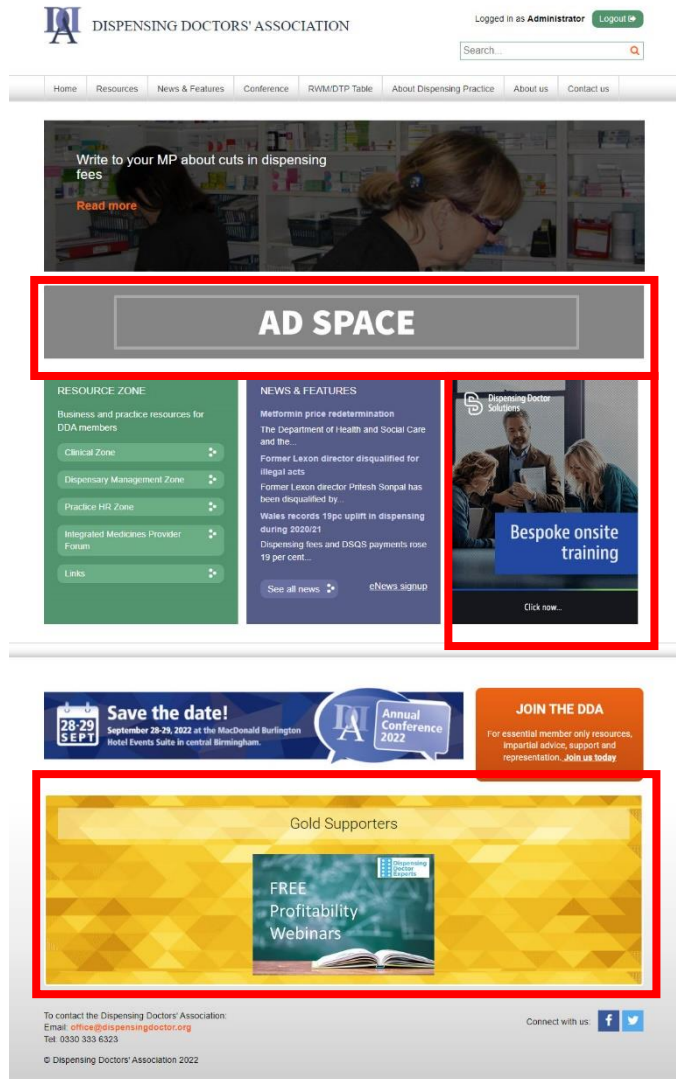 DISPENSING DOCTORS' ASSOCIATION
Logged in as Administrator
Logout
Search...
Home
Resources
News & Features
Conference
RWM/DTP Table
About Dispensing Practice
About us
Contact us
Write to your MP about cuts in dispensing
fees
Read more
AD SPACE
RESOURCE ZONE
Business and practice resources for
DDA members
Clinical Zone
Dispensary Management Zone
Practice HR Zone
Integrated Medicines Provider
Forum
Links
NEWS & FEATURES
Metformin price redetermination
The Department of Health and Social Care
and the...
Former Lexon director disqualified for
illegal acts
Former Lexon director Pritesh Sonpal has
been disqualified by...
Wales records 19pc uplift in dispensing
during 2020/21
Dispensing fees and DSQS payments rose
19 per cent...
See all news
eNews signup
Dispensing Doctor
Solutions
Bespoke onsite
training
Click now...
28-29
SEPT
Save the date!
September 28-29, 2022 at the MacDonald Burlington
Hotel Events Suite in central Birmingham.
Annual
Conference
2022
JOIN THE DDA
For essential member only resources,
impartial advice, support and
representation. Join us today
Gold Supporters
Dispensing
Doctor
Experts
FREE
Profitability
Webinars
To contact the Dispensing Doctors' Association:
Email: office@dispensingdoctor.org
Tel: 0330 333 6323
© Dispensing Doctors' Association 2022
Connect with us: